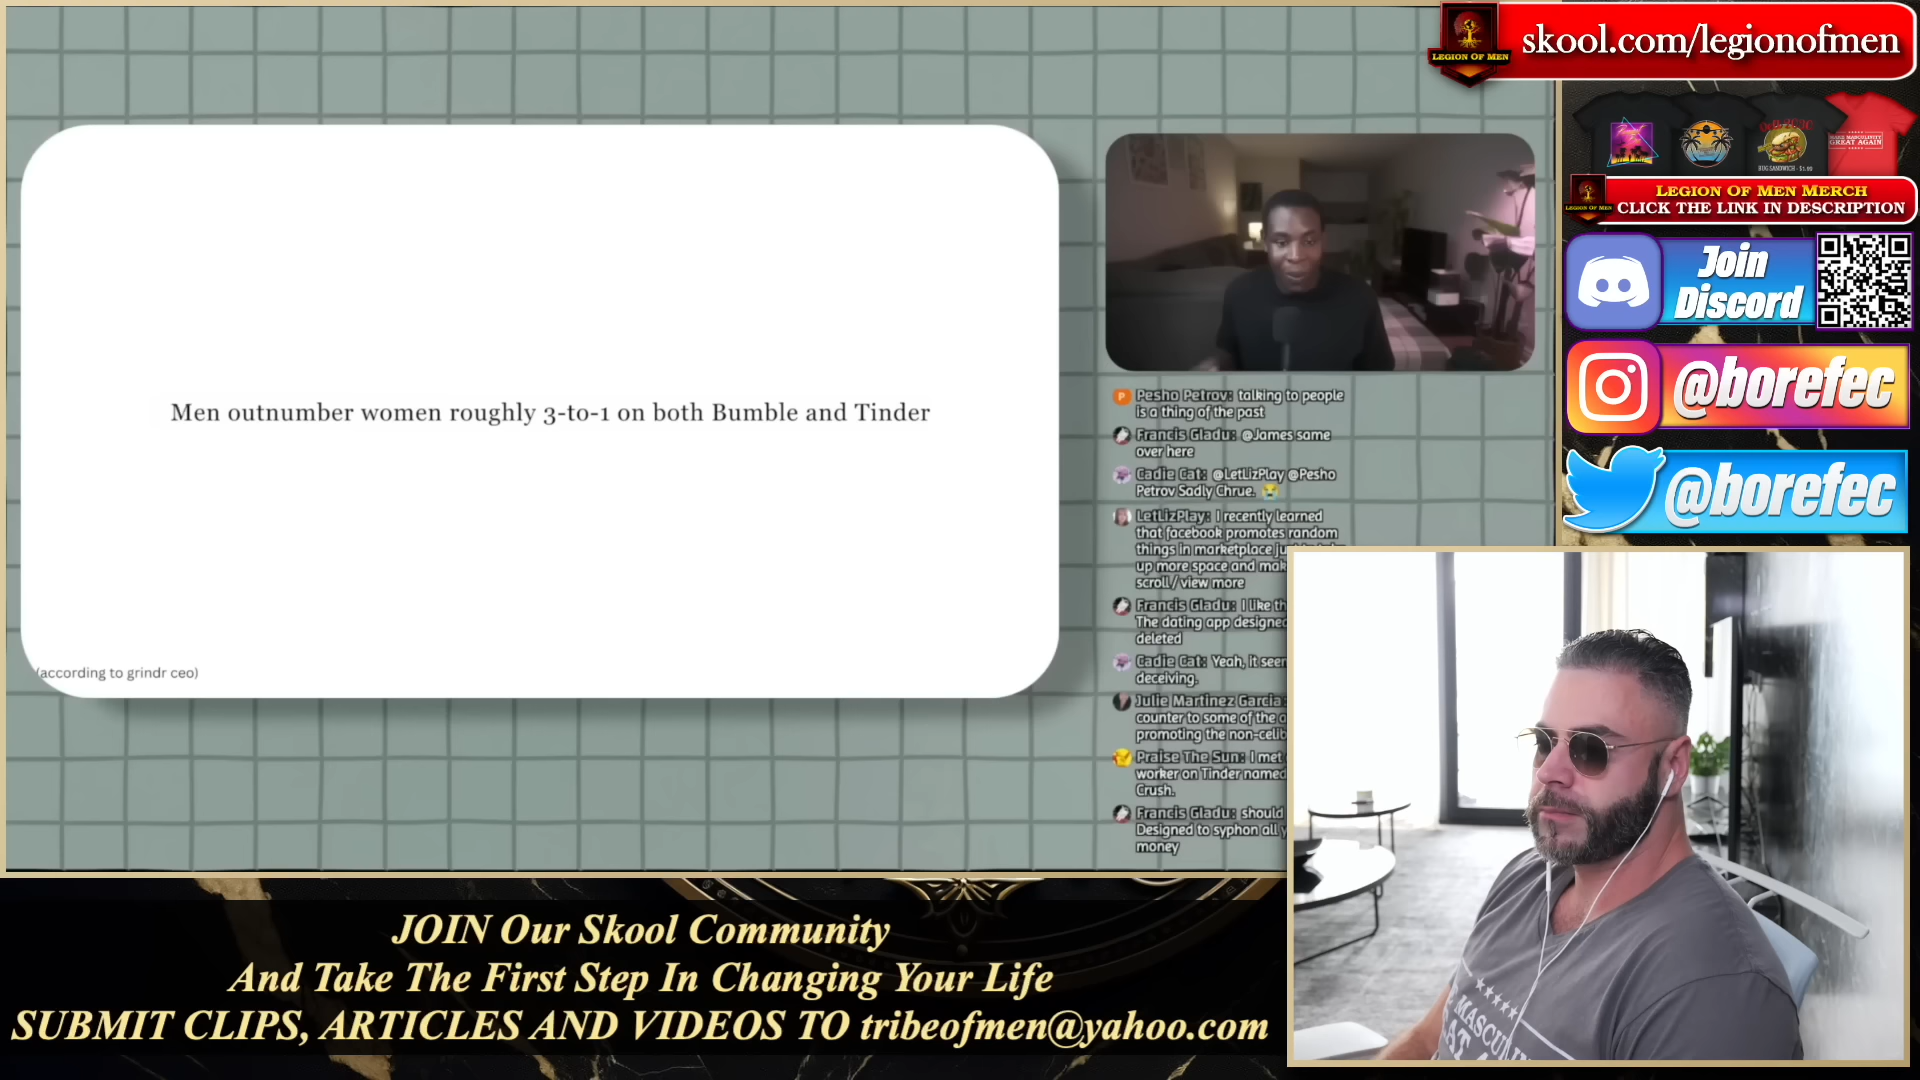 skool.com/legionofmen
LEGION OF MEN
MAKE MASCULINITY
GREAT AGAIN
LEGION OF MEN MERCH
CLICK THE LINK IN DESCRIPTION
LEGION OF MEN
Join
Discord
@borefec
@borefec
Men outnumber women roughly 3-to-1 on both Bumble and Tinder
(according to grindr ceo)
Pesho Petrov: talking to people
is a thing of the past
Francis Gladu: @James same
over here
Cadie Cat: @LetLizPlay @Pesho
Petrov Sadly Chrue.
LetLizPlay: I recently learned
that facebook promotes random
things in marketplace
up more space and
scroll/view more
Francis Gladu: I like
The dating app designed
deleted
Cadie Cat: Yeah, it
deceiving.
Julie Martinez Garcia:
counter to some of the
promoting the
Praise The Sun: I met
worker on Tinder named
Crush.
Francis Gladu: should
Designed to syphon all
money
JOIN Our Skool Community
And Take The First Step In Changing Your Life
SUBMIT CLIPS, ARTICLES AND VIDEOS TO tribeofmen@yahoo.com